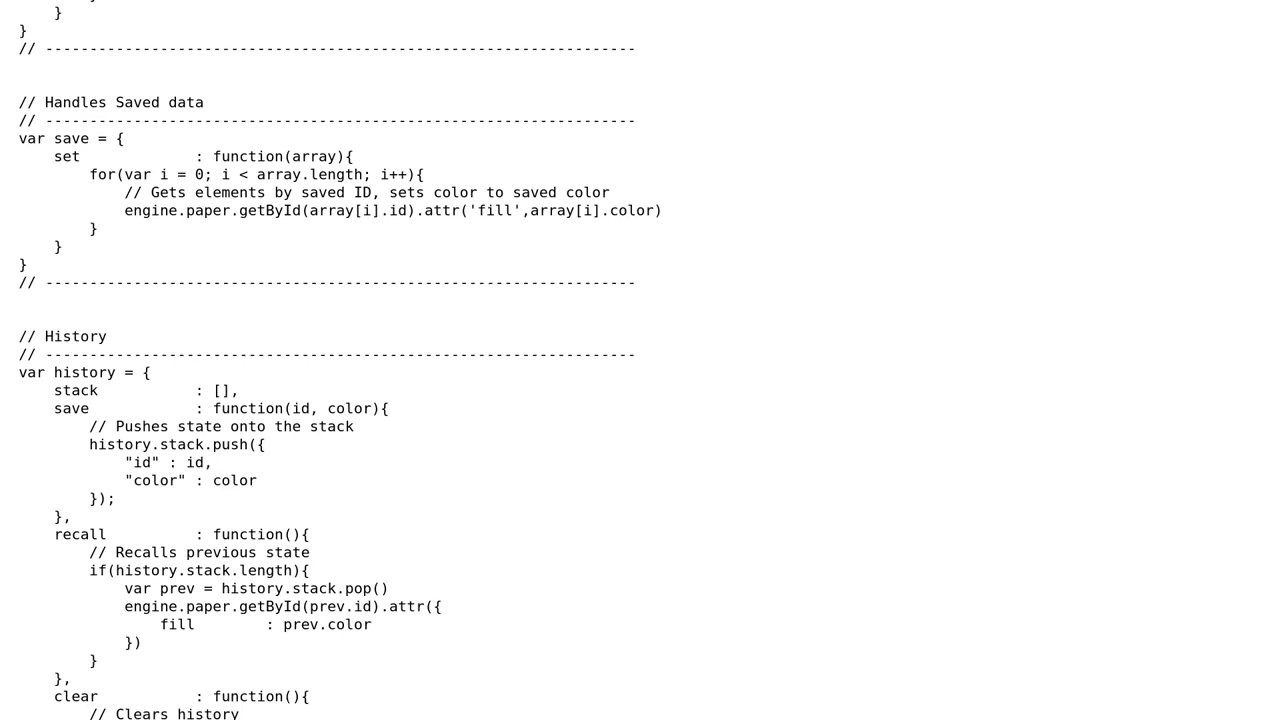 }
}
// -------------------------------------------------------------------
// Handles Saved data
// -------------------------------------------------------------------
var save = {
    set             : function(array){
        for(var i = 0; i < array.length; i++){
            // Gets elements by saved ID, sets color to saved color
            engine.paper.getById(array[i].id).attr('fill',array[i].color)
        }
    }
}
// -------------------------------------------------------------------
// History
// -------------------------------------------------------------------
var history = {
    stack           : [],
    save            : function(id, color){
        // Pushes state onto the stack
        history.stack.push({
            "id" : id,
            "color" : color
        });
    },
    recall          : function(){
        // Recalls previous state
        if(history.stack.length){
            var prev = history.stack.pop()
            engine.paper.getById(prev.id).attr({
                fill        : prev.color
            })
        }
    },
    clear           : function(){
        // Clears history